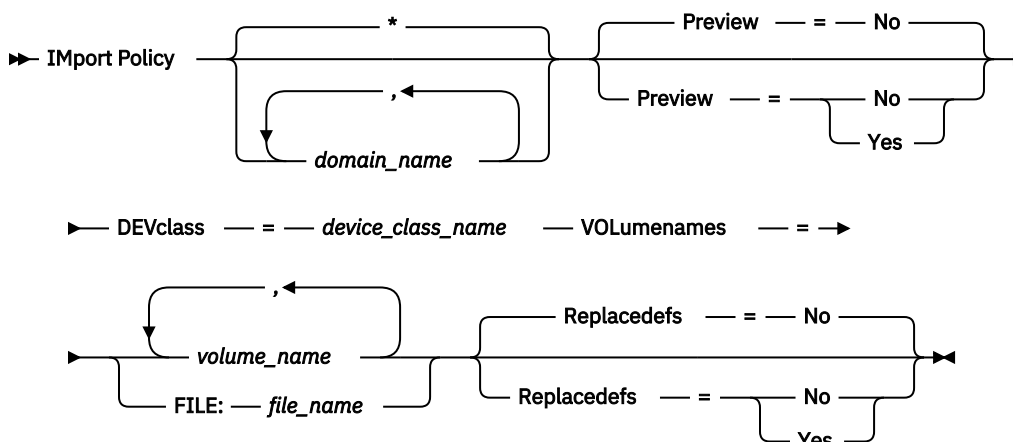 *
Preview = No
IMport Policy
,
Preview = No
domain_name
Yes
DEVclass = device_class_name VOLumenames =
,
Replacedefs = No
volume_name
FILE: file_name
Replacedefs = No
Yes